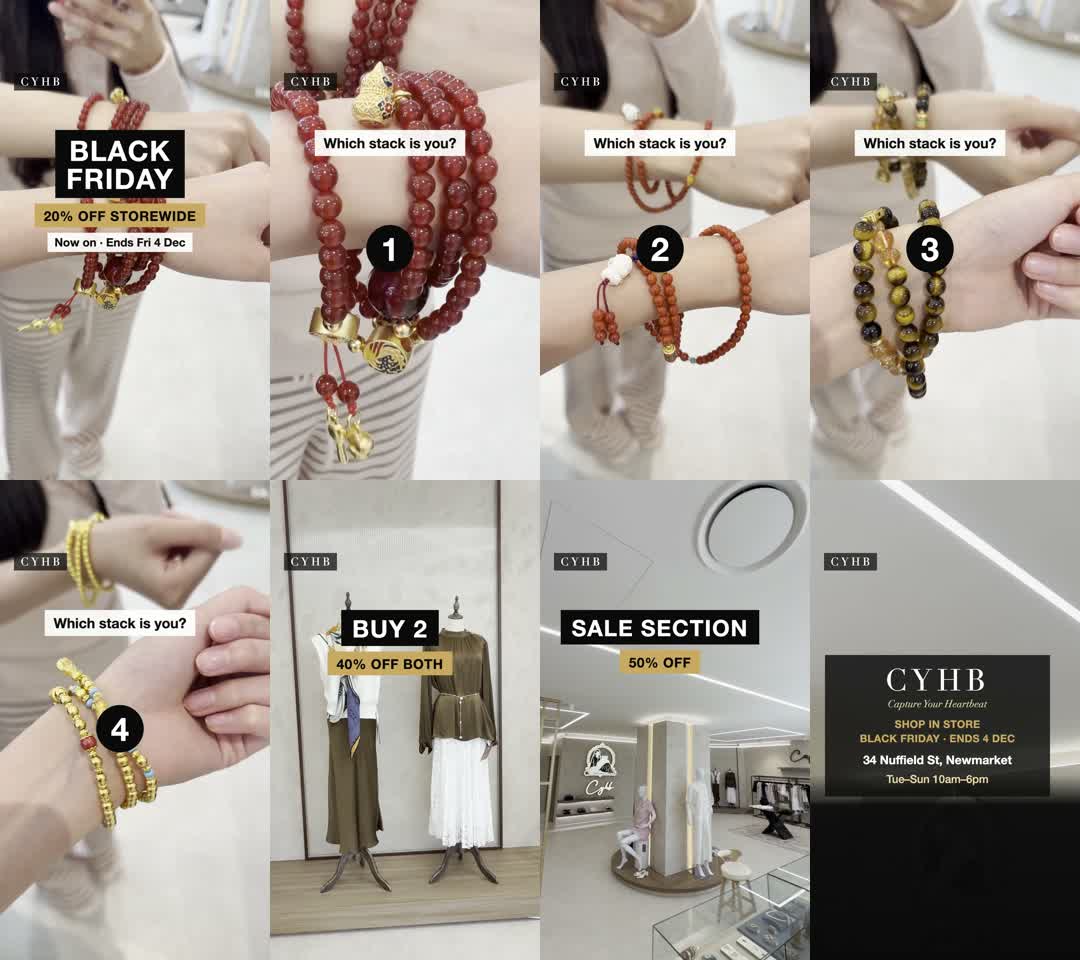 CYHB
BLACK
FRIDAY
20% OFF STOREWIDE
Now on · Ends Fri 4 Dec
CYHB
Which stack is you?
1
CYHB
Which stack is you?
2
CYHB
Which stack is you?
3
CYHB
Which stack is you?
4
CYHB
BUY 2
40% OFF BOTH
CYHB
SALE SECTION
50% OFF
Cyhb
CYHB
CYHB
Capture Your Heartbeat
SHOP IN STORE
BLACK FRIDAY · ENDS 4 DEC
34 Nuffield St, Newmarket
Tue–Sun 10am–6pm